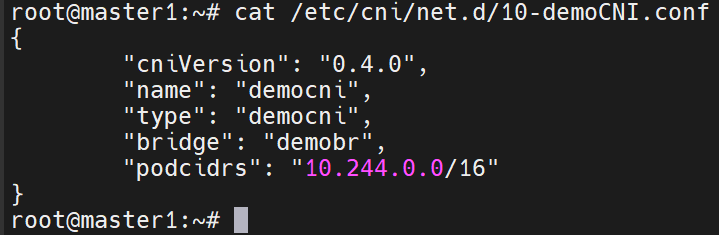 root@master1:~# cat /etc/cni/net.d/10-demoCNI.conf
{
        "cniVersion": "0.4.0",
        "name": "democni",
        "type": "democni",
        "bridge": "demobr",
        "podcidrs": "10.244.0.0/16"
}
root@master1:~#